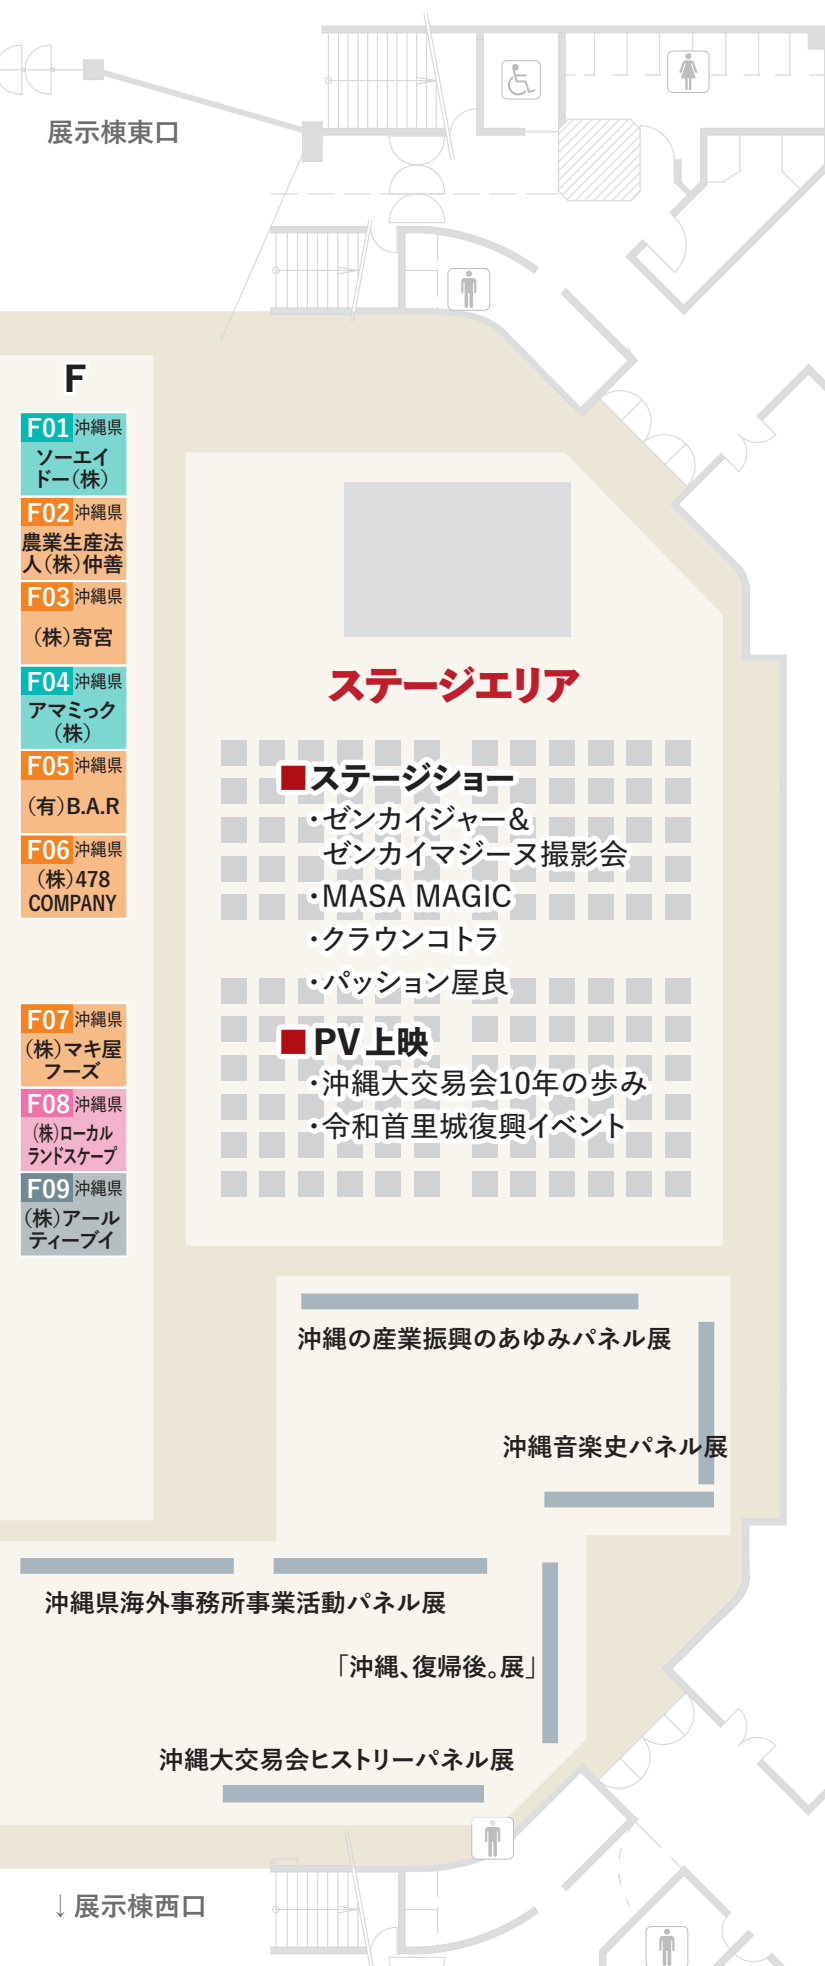 展示棟東口
F
F01 沖縄県
ソーエイ
ドー(株)
F02 沖縄県
農業生産法
人(株)仲善
F03 沖縄県
(株)寄宮
F04 沖縄県
アマミック
(株)
F05 沖縄県
(有)B.A.R
F06 沖縄県
(株)478
COMPANY
F07 沖縄県
(株)マキ屋
フーズ
F08 沖縄県
(株)ローカル
ランドスケープ
F09 沖縄県
(株)アール
ティーブイ
ステージエリア
■ステージショー
・ゼンカイジャー&
ゼンカイマジーヌ撮影会
・MASA MAGIC
・クラウンコトラ
・パッション屋良
■PV上映
・沖縄大交易会10年の歩み
・令和首里城復興イベント
沖縄の産業振興のあゆみパネル展
沖縄音楽史パネル展
沖縄県海外事務所事業活動パネル展
「沖縄、復帰後。展」
沖縄大交易会ヒストリーパネル展
↓展示棟西口